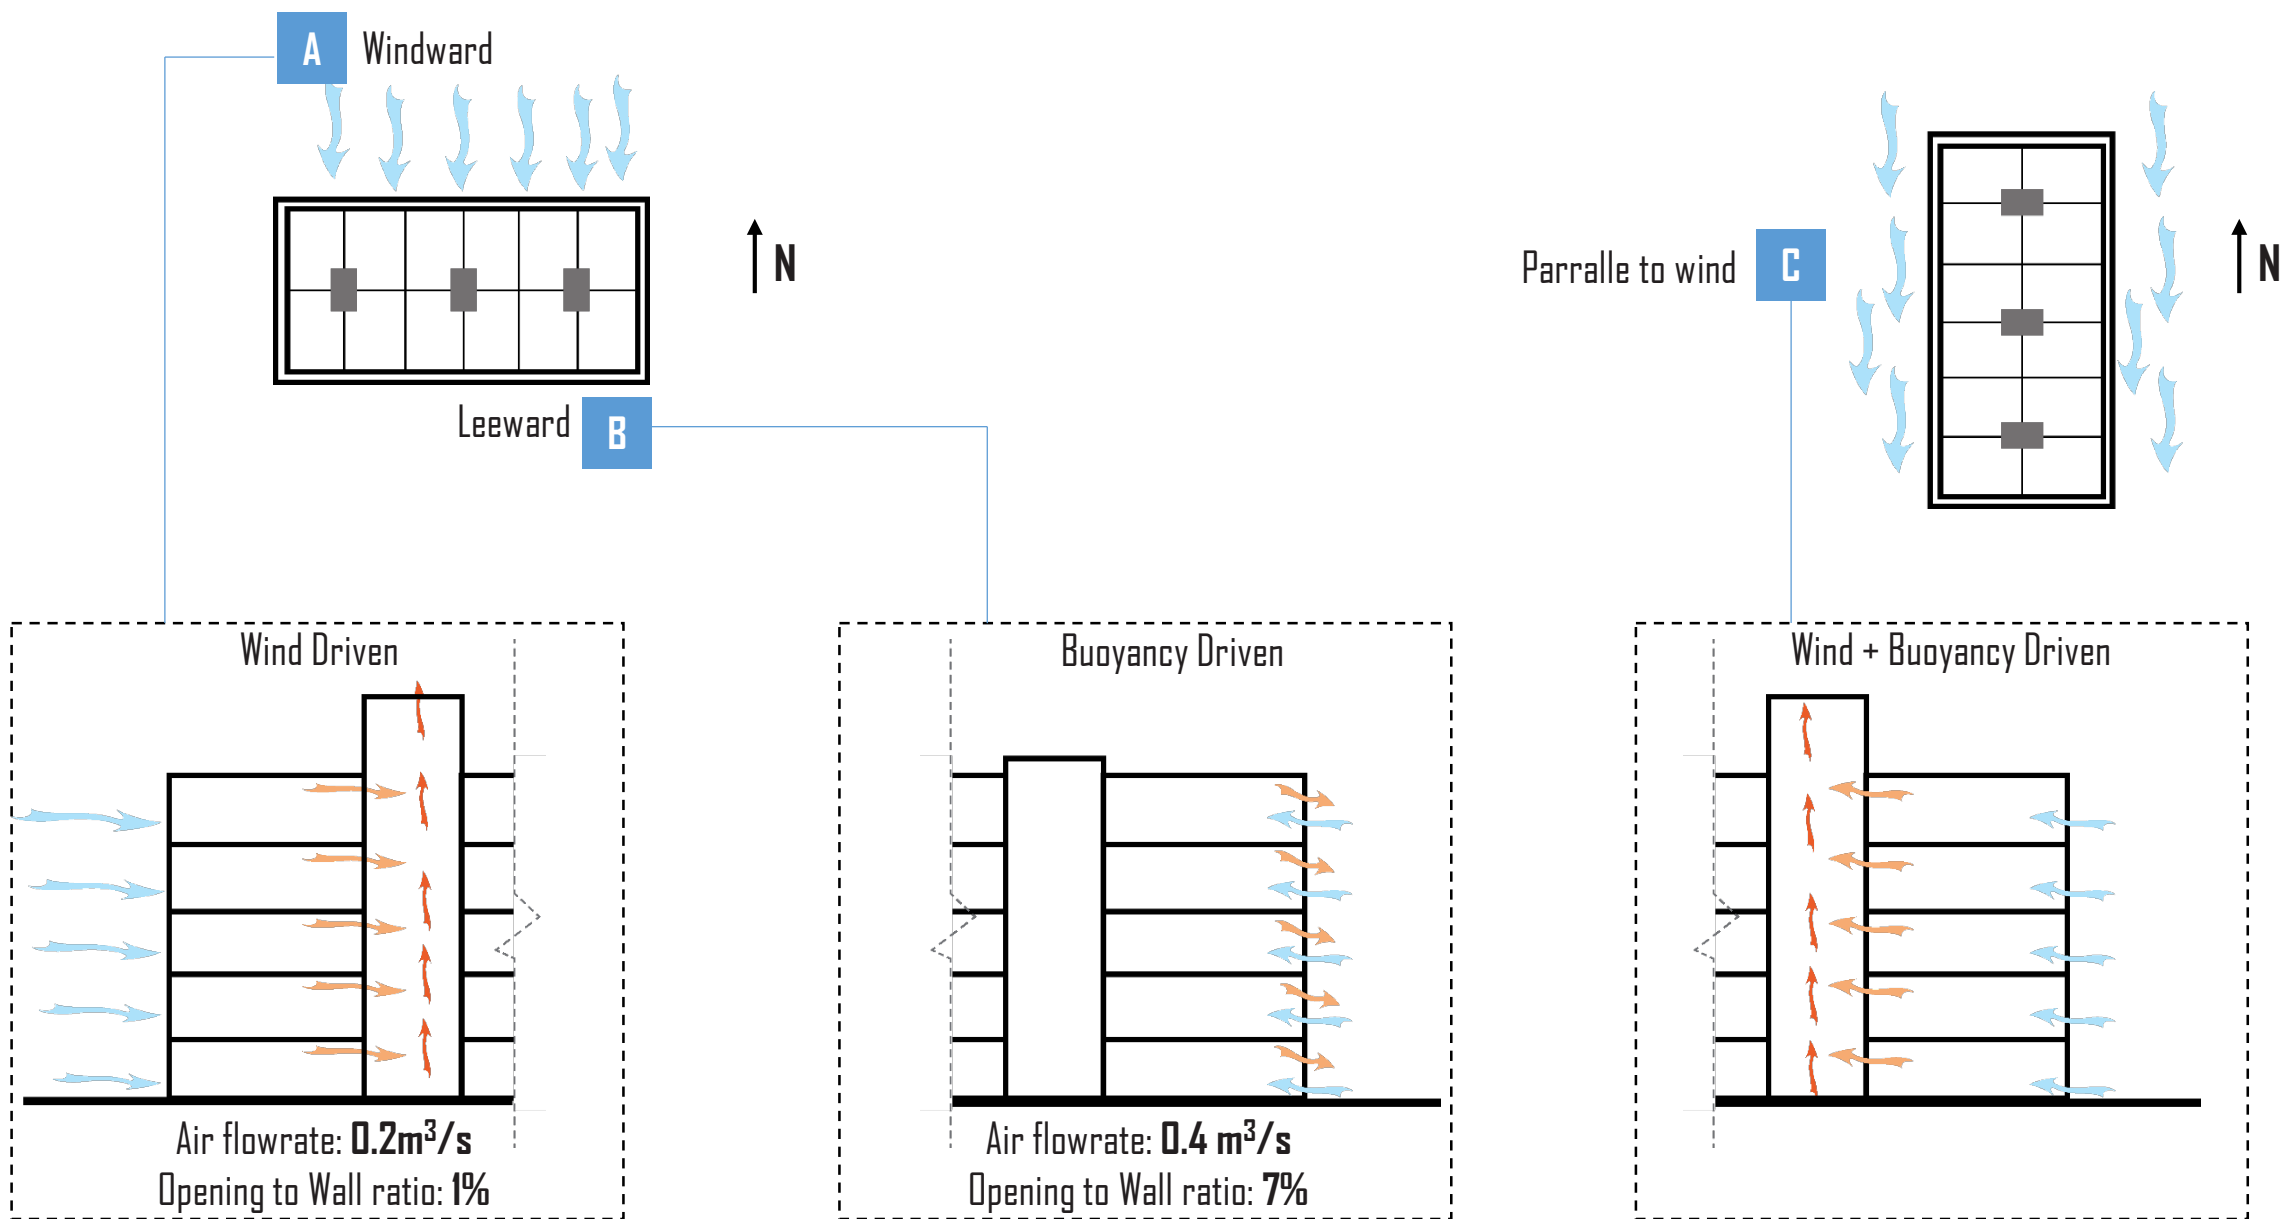 A Windward
N
Leeward B
Parralle to wind C
N
Wind Driven
Air flowrate: 0.2m³/s
Opening to Wall ratio: 1%
Buoyancy Driven
Air flowrate: 0.4 m³/s
Opening to Wall ratio: 7%
Wind + Buoyancy Driven